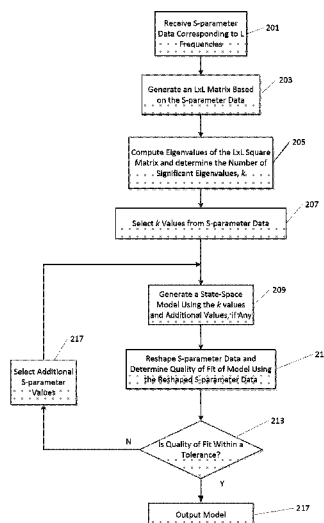 Receive S-parameter
Data Corresponding to L
Frequencies
201
Generate an LxL Matrix Based
on the S-parameter Data
203
Compute Eigenvalues of the LxL Square
Matrix and determine the Number of
Significant Eigenvalues, k.
205
Select k Values from S-parameter Data
207
Generate a State-Space
Model Using the k values
and Additional Values, if Any
209
217
Select Additional
S-parameter
Values
Reshape S-parameter Data and
Determine Quality of Fit of Model Using
the Reshaped S-parameter Data
21
213
Is Quality of Fit Within a
Tolerance?
N
Y
Output Model
217